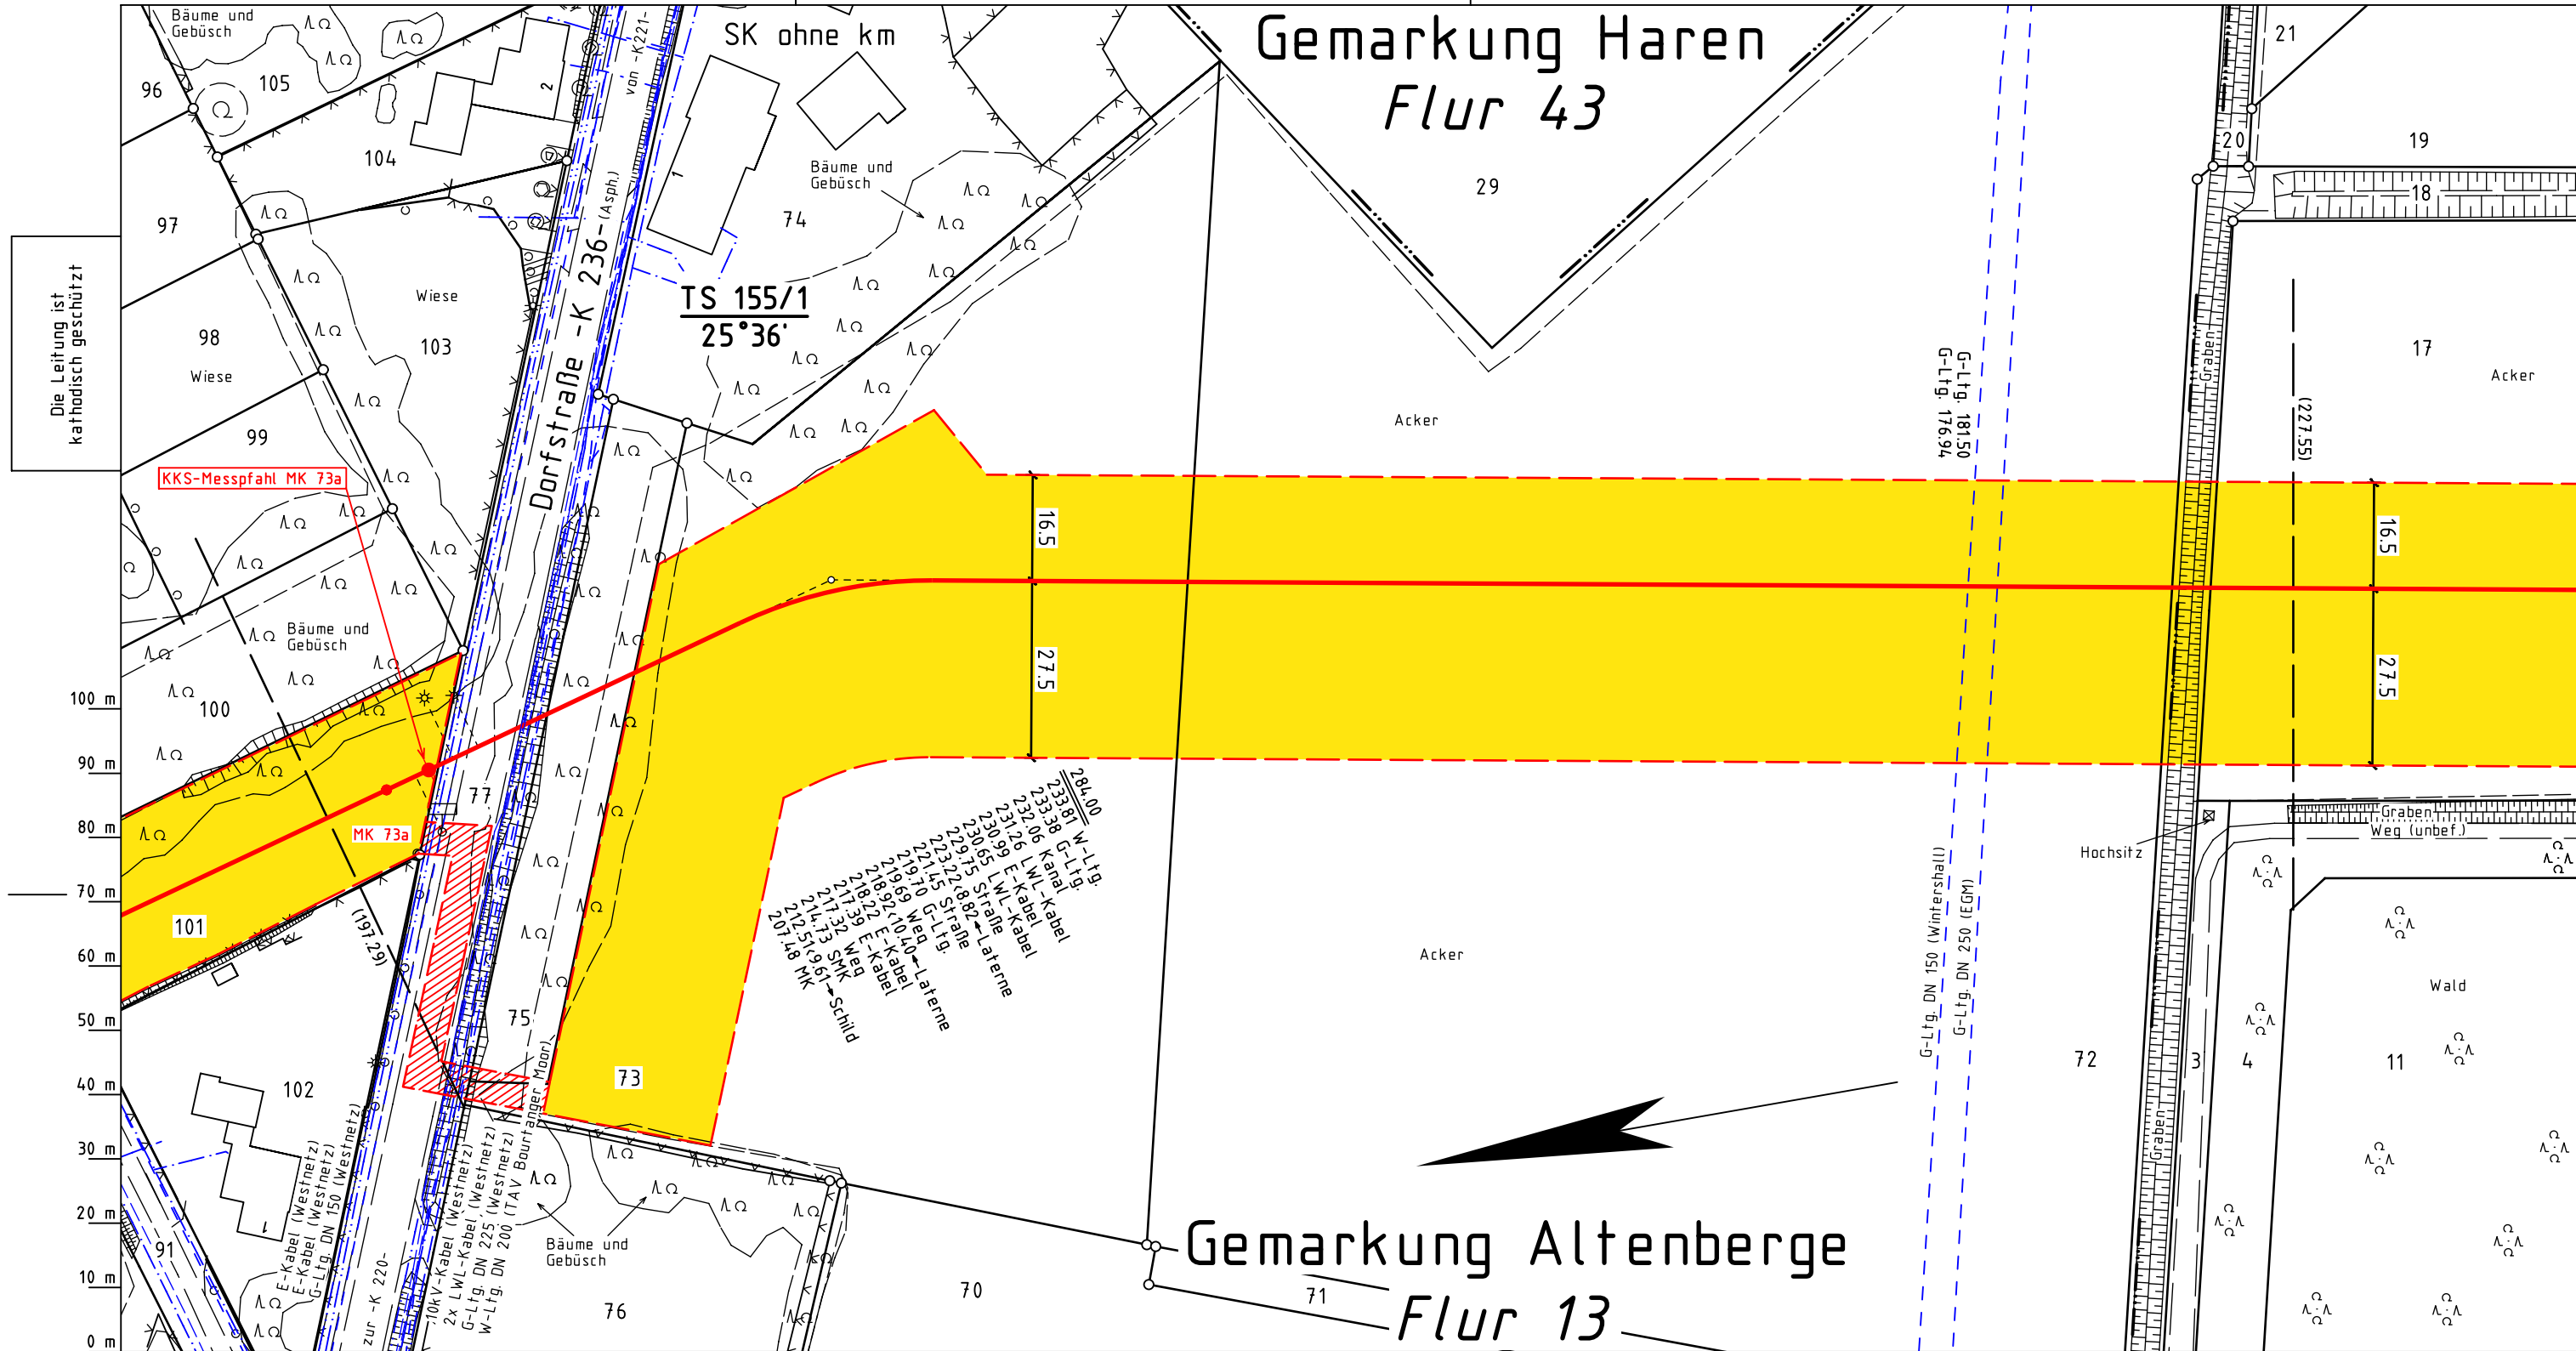 Bäume und
Gebüsch
SK ohne km
Gemarkung Haren
Flur 43
96
105
104
2
von -K221-
1
Bäume und
Gebüsch
74
29
21
20
19
18
97
Die Leitung ist
kathodisch geschützt
Wiese
103
98
Wiese
99
Dorfstraße -K 236-(Asph.)
TS 155/1
25°36'
Acker
G-Ltg. 181.50
G-Ltg. 176.94
Graben
(227.55)
17
Acker
KKS-Messpfahl MK 73a
16.5
16.5
27.5
27.5
Bäume und
Gebüsch
100
100 m
90 m
80 m
70 m
60 m
50 m
40 m
30 m
20 m
10 m
0 m
MK 73a
77
101
(197.29)
284.00
233.81 W-Ltg.
233.38 G-Ltg.
232.06 Kanal
231.26 LWL-Kabel
230.99 E-Kabel
230.65 LWL-Kabel
229.75 Straße
223.22<8.82 Laterne
221.45 Straße
219.70 G-Ltg.
219.69 Weg
218.92<10.40 Laterne
218.22 E-Kabel
217.39 E-Kabel
217.32 Weg
214.73 SMK
212.51<9.61 Schild
207.48 MK
Graben
Weg (unbef.)
Hochsitz
Acker
Wald
G-Ltg. DN 150 (Wintershall)
G-Ltg. DN 250 (EGM)
75
73
72
3
4
11
102
1
91
Graben
E-Kabel (Westnetz)
E-Kabel (Westnetz)
G-Ltg. DN 150 (Westnetz)
zur -K 220-
10kV-Kabel (Westnetz)
2x LWL-Kabel (Westnetz)
G-Ltg. DN 225 (Westnetz)
W-Ltg. DN 200 (TAV Bourtanger Moor)
Bäume und
Gebüsch
76
70
71
Gemarkung Altenberge
Flur 13